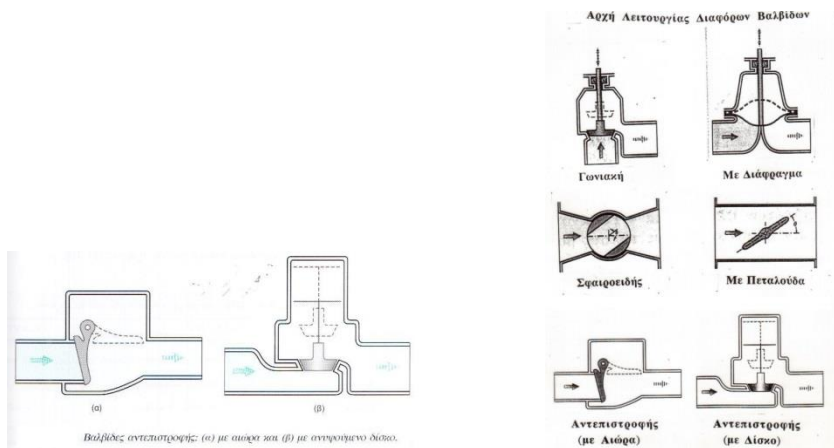 (α)
(β)
Βαλβίδες αντεπιστροφής: (α) με αιώρα και (β) με ανυψούμενο δίσκο.
Αρχή Λειτουργίας Διαφόρων Βαλβίδων
Γωνιακή
Με Διάφραγμα
Σφαιροειδής
Με Πεταλούδα
Αντεπιστροφής
(με Αιώρα)
Αντεπιστροφής
(με Δίσκο)